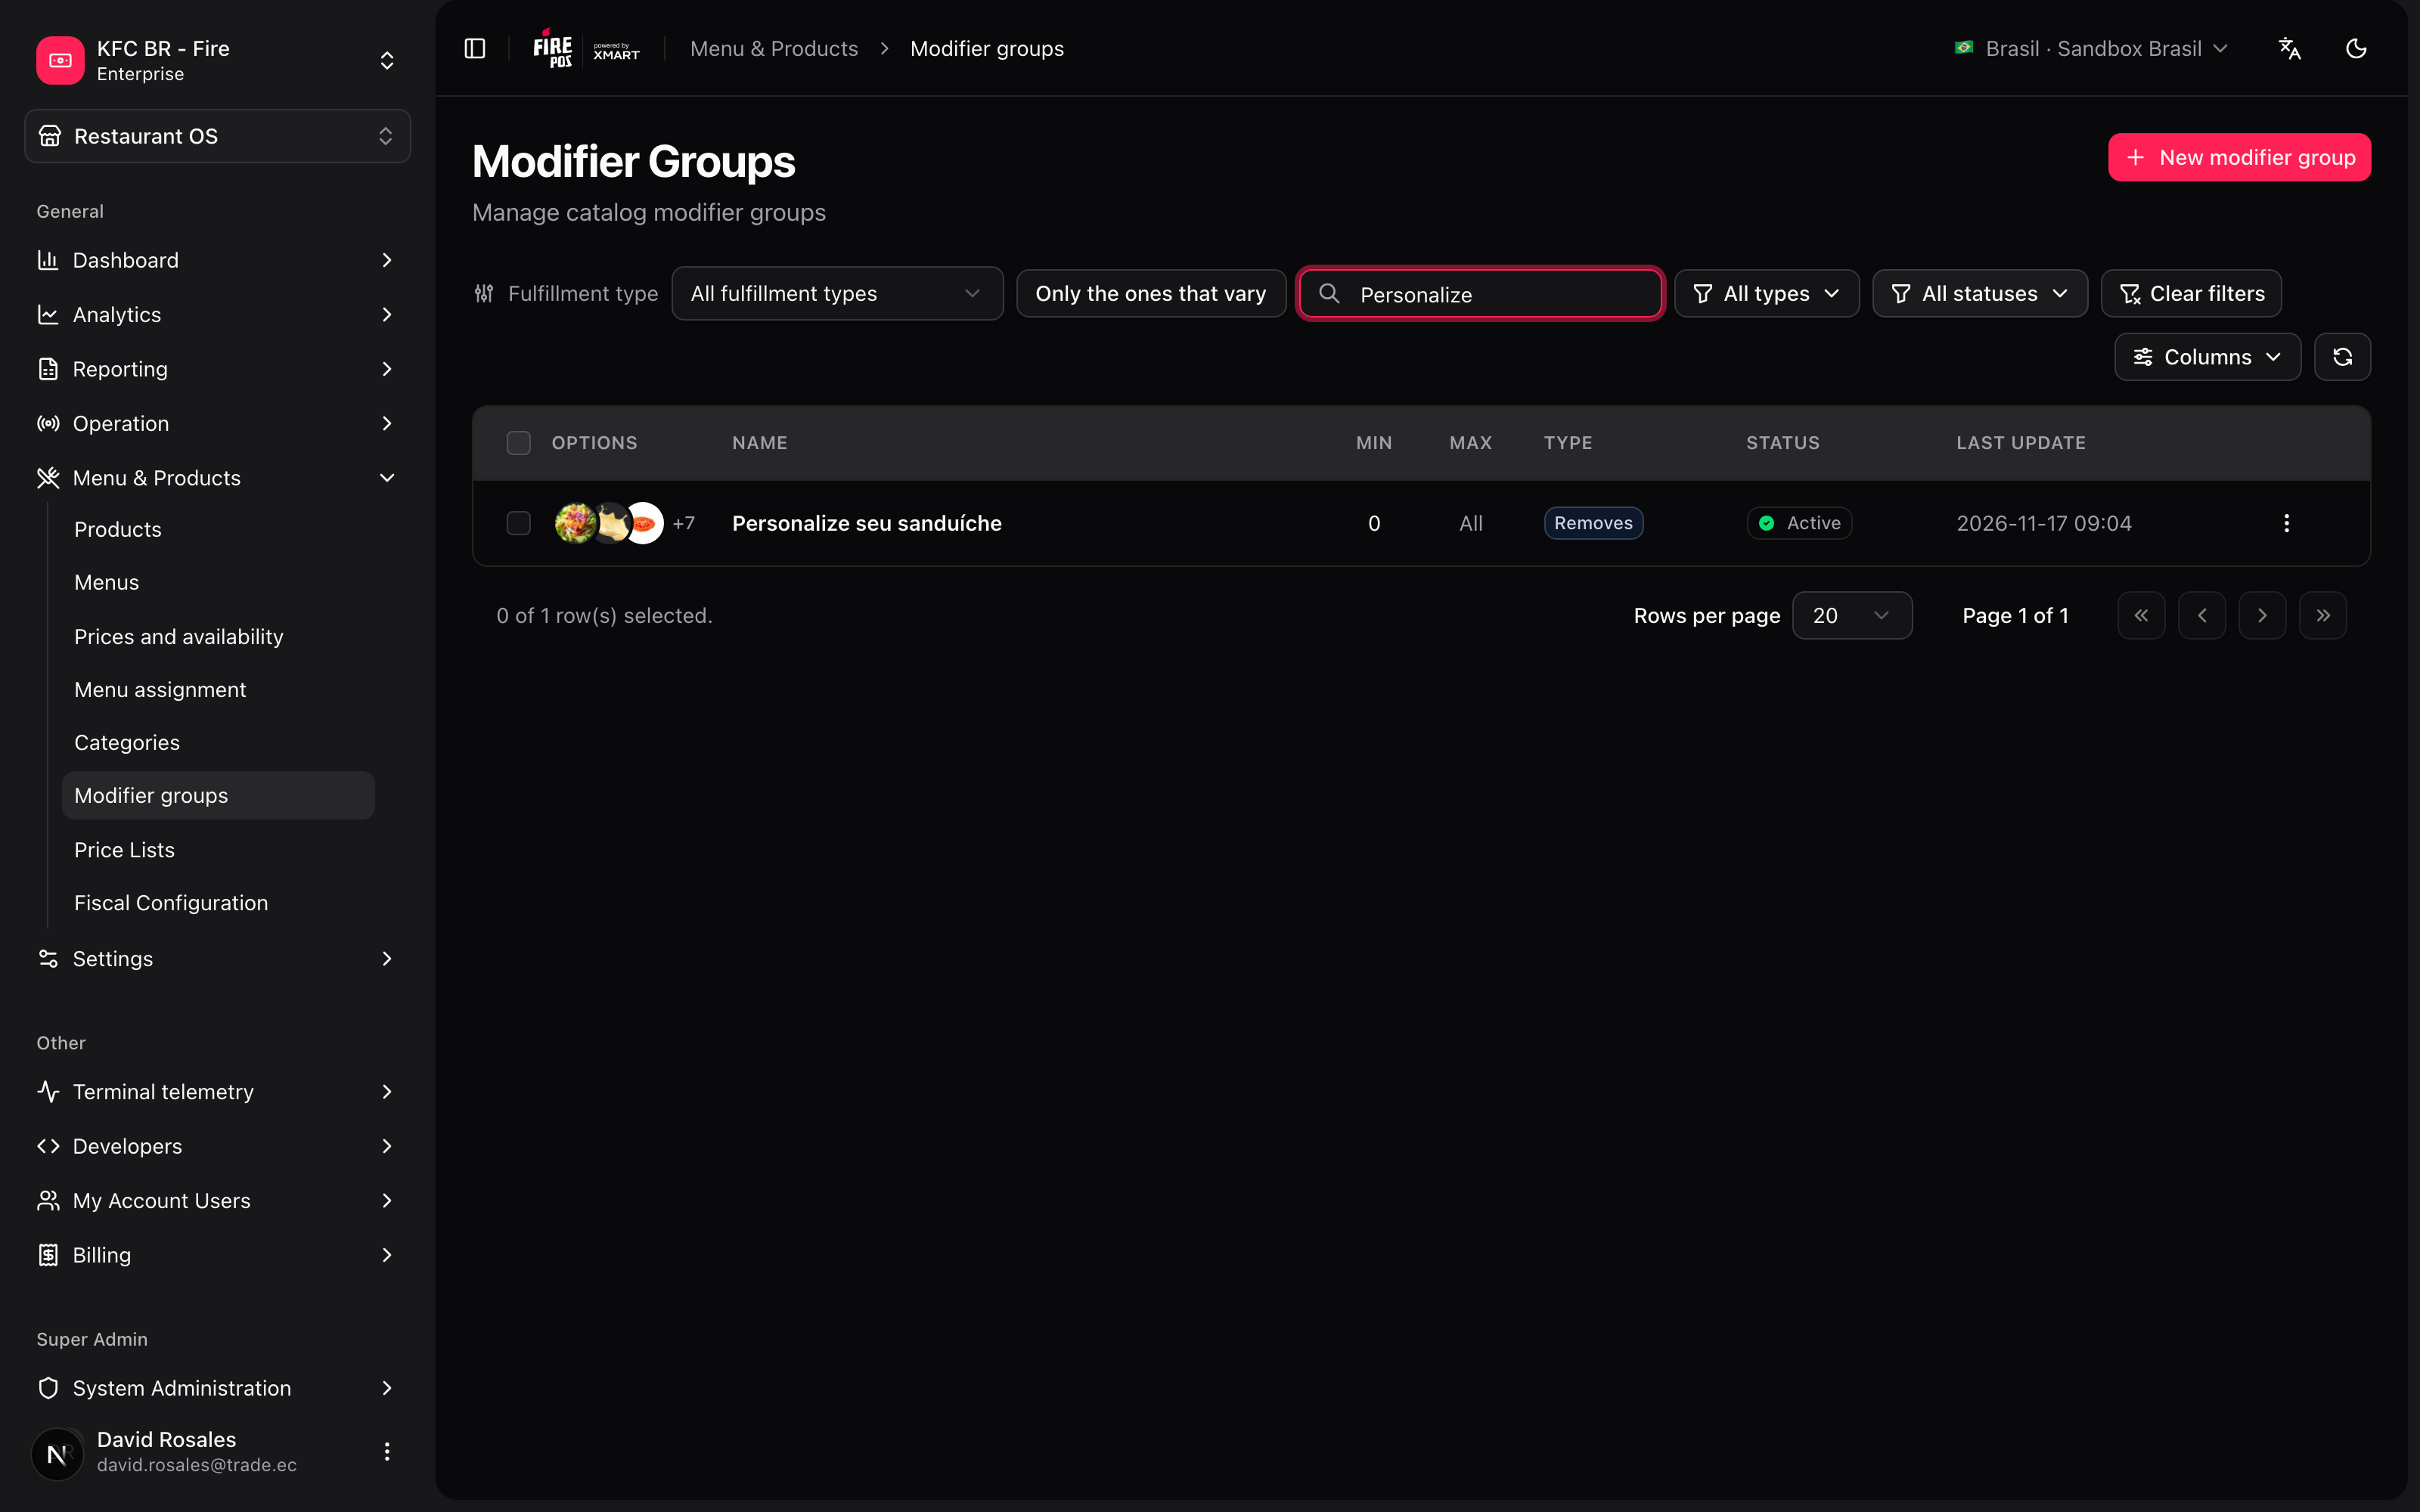 KFC BR - Fire
Enterprise
Restaurant OS
General
Dashboard
Analytics
Reporting
Operation
Menu & Products
Products
Menus
Prices and availability
Menu assignment
Categories
Modifier groups
Price Lists
Fiscal Configuration
Settings
Other
Terminal telemetry
Developers
My Account Users
Billing
Super Admin
System Administration
David Rosales
david.rosales@trade.ec
FIRE POS powered by XMART
Menu & Products > Modifier groups
Brasil · Sandbox Brasil
Modifier Groups
New modifier group
Manage catalog modifier groups
Fulfillment type All fulfillment types Only the ones that vary Personalize All types All statuses Clear filters
Columns
OPTIONS NAME MIN MAX TYPE STATUS LAST UPDATE
+7 Personalize seu sanduíche 0 All Removes Active 2026-11-17 09:04
0 of 1 row(s) selected. Rows per page 20 Page 1 of 1